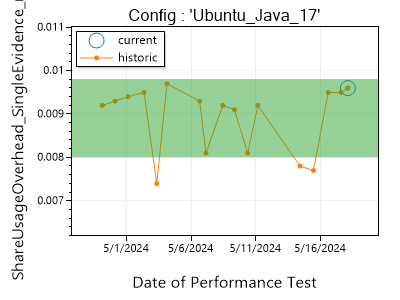 Config : 'Ubuntu_Java_17'
current
historic
0.011
0.01
0.009
0.008
0.007
ShareUsageOverhead_SingleEvidence_
5/1/2024 5/6/2024 5/11/2024 5/16/2024
Date of Performance Test